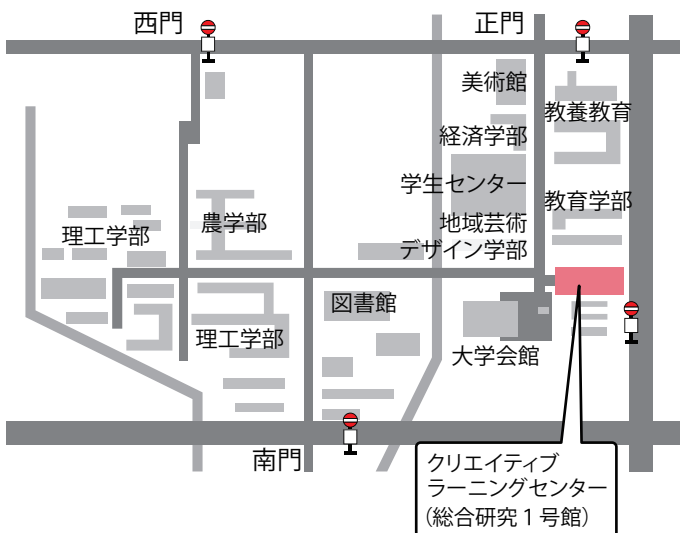 西門
正門
美術館
教養教育
経済学部
学生センター
教育学部
農学部
地域芸術
デザイン学部
理工学部
図書館
理工学部
大学会館
南門
クリエイティブ
ラーニングセンター
(総合研究1号館)